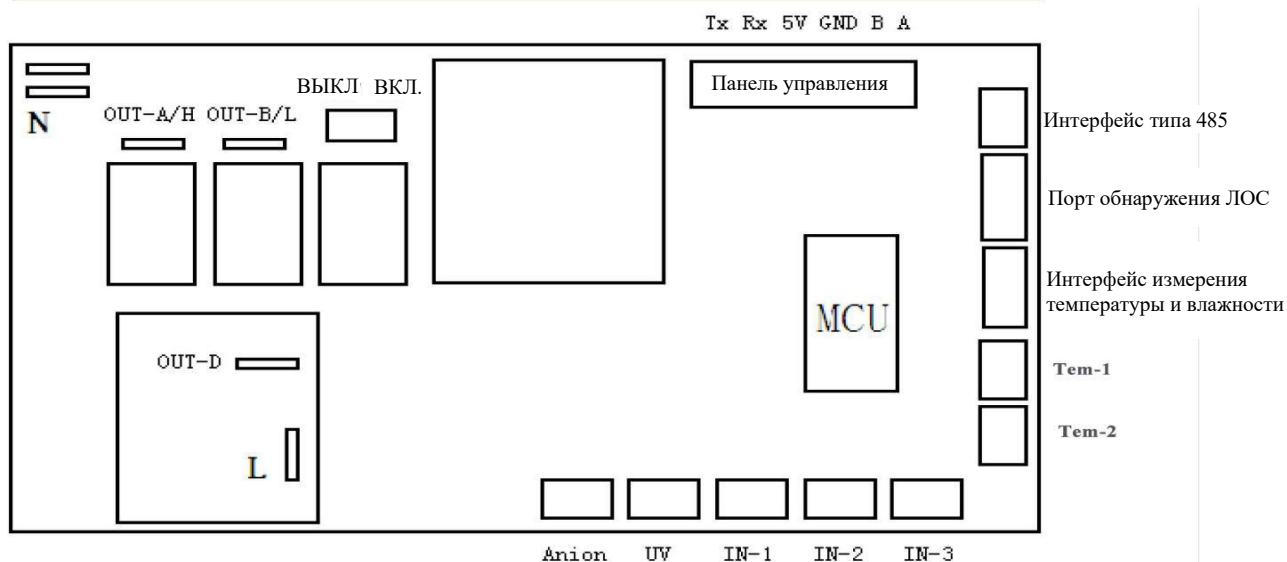 Tx Rx 5V GND B A
Панель управления
ВЫКЛ ВКЛ.
N
OUT-A/H OUT-B/L
Интерфейс типа 485
Порт обнаружения ЛОС
Интерфейс измерения
температуры и влажности
MCU
OUT-D
L
Tem-1
Tem-2
Anion UV IN-1 IN-2 IN-3